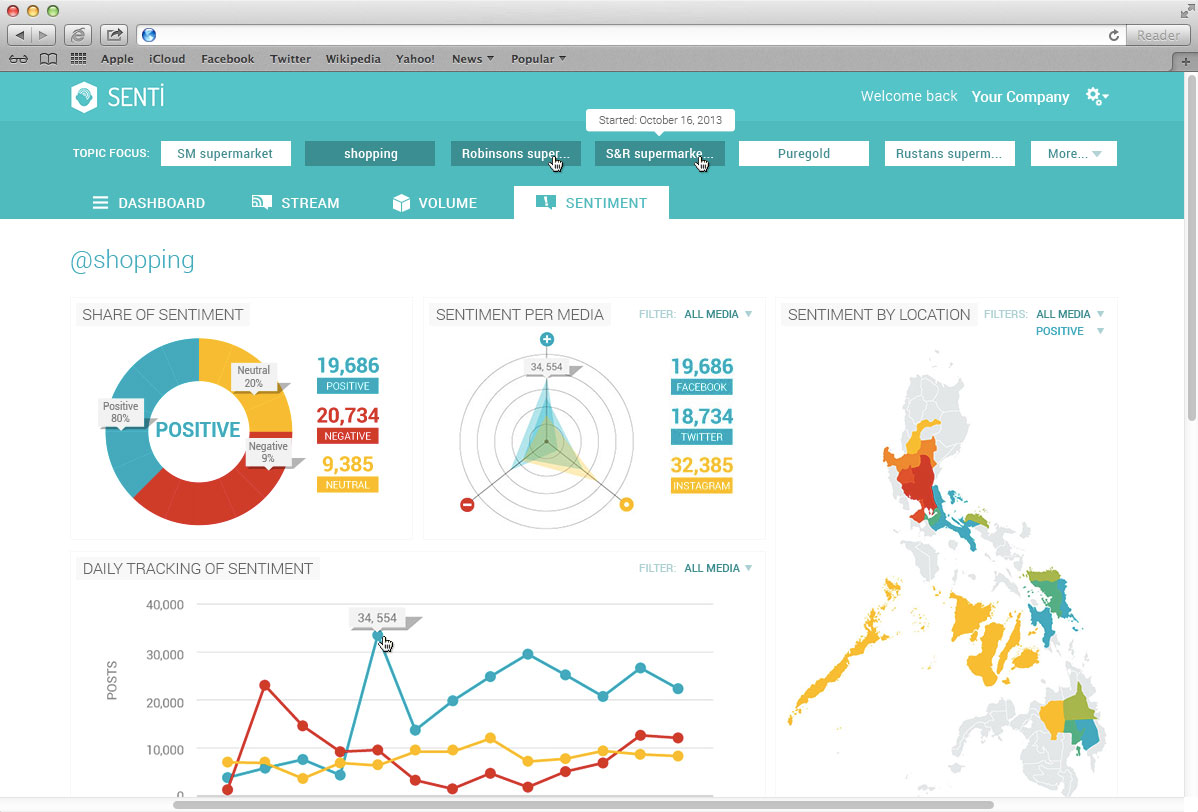 Reader
Apple iCloud Facebook Twitter Wikipedia Yahoo! News Popular
SENTI
Welcome back Your Company
Started: October 16, 2013
TOPIC FOCUS: SM supermarket shopping Robinsons super... S&R supermarke... Puregold Rustans superm... More...
DASHBOARD STREAM VOLUME SENTIMENT
@shopping
SHARE OF SENTIMENT
Neutral
20%
Positive
80%
POSITIVE
Negative
9%
19,686
POSITIVE
20,734
NEGATIVE
9,385
NEUTRAL
SENTIMENT PER MEDIA
FILTER: ALL MEDIA
34, 554
19,686
FACEBOOK
18,734
TWITTER
32,385
INSTAGRAM
SENTIMENT BY LOCATION
FILTERS: ALL MEDIA
POSITIVE
DAILY TRACKING OF SENTIMENT
FILTER: ALL MEDIA
34, 554
POSTS
40,000
30,000
20,000
10,000
0